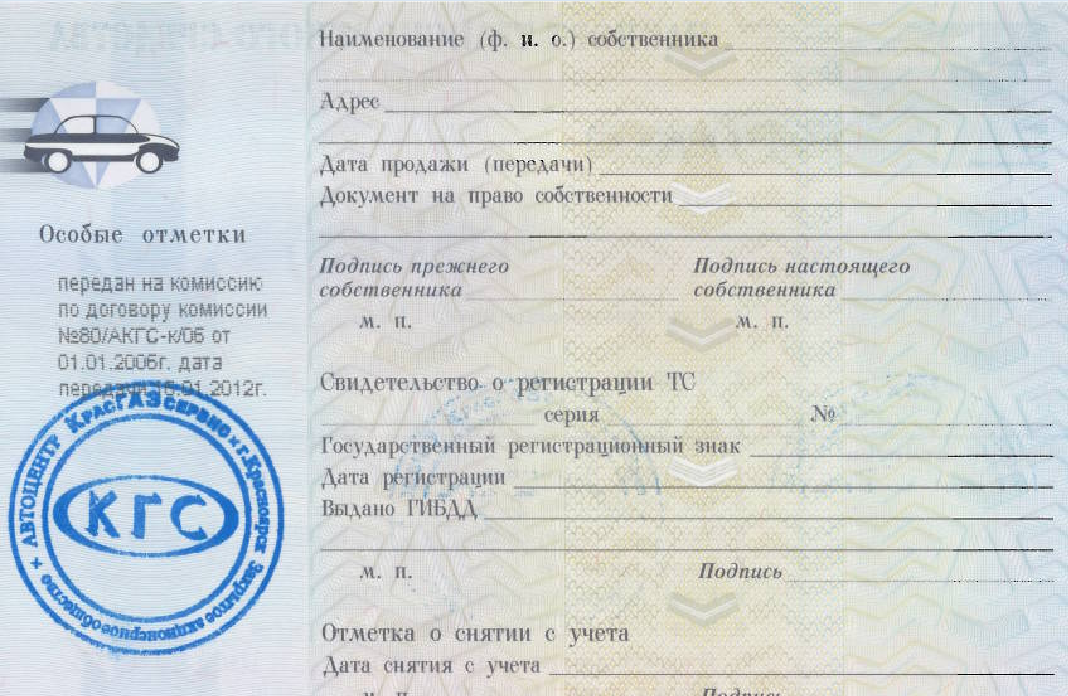 Особые отметки
передан на комиссию
по договору комиссии
№80/АКГС-к/06 от
01.01.2006г. дата
передачи 16.01.2012г.
АВТОЦЕНТР КрасГАЗсервис г.Красноярск Закрытое акционерное общество +
КГС
Наименование (ф. и. о.) собственника
Адрес
Дата продажи (передачи)
Документ на право собственности
Подпись прежнего
собственника
Подпись настоящего
собственника
м. п.
м. п.
Свидетельство о регистрации ТС
серия №
Государственный регистрационный знак
Дата регистрации
Выдано ГИБДД
м. п. Подпись
Отметка о снятии с учета
Дата снятия с учета
м. п. Подпись